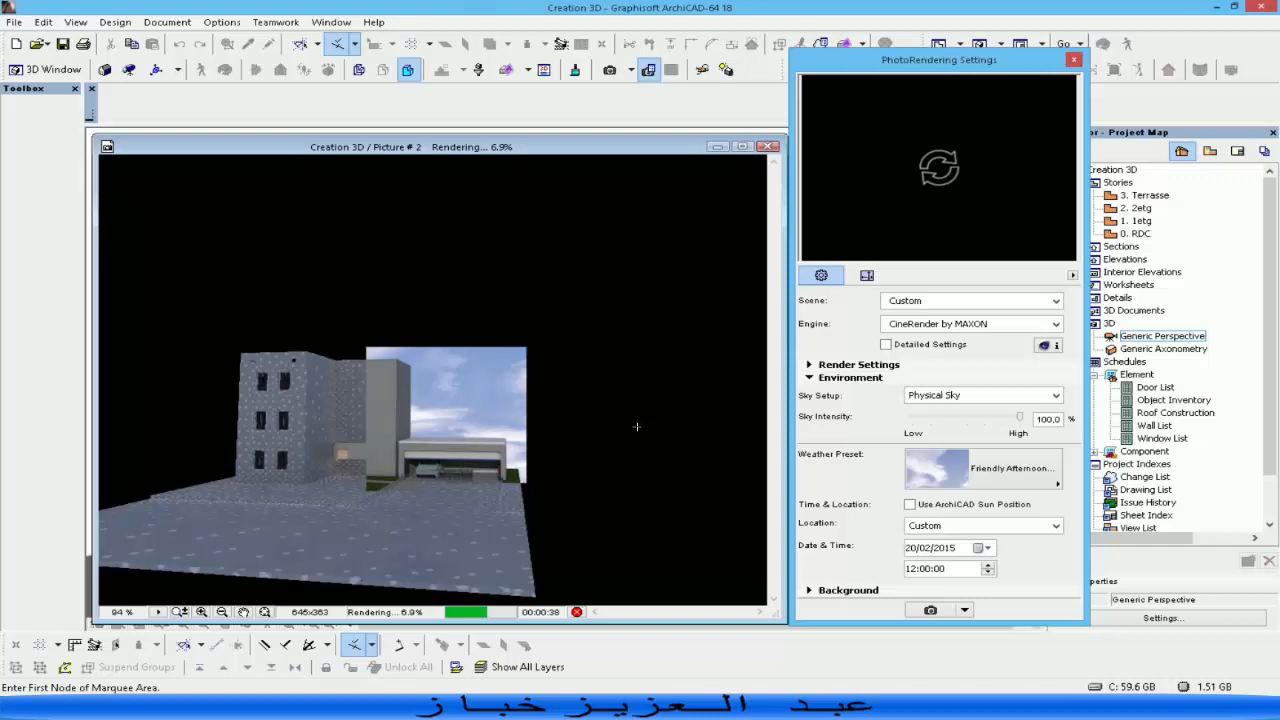 Creation 3D - Graphisoft ArchiCAD-64 18
File Edit View Design Document Options Teamwork Window Help
Go
3D Window
Toolbox
Creation 3D / Picture # 2 Rendering... 6.9%
94 %
646x363
Rendering... 6.9%
00:00:38
PhotoRendering Settings
Scene: Custom
Engine: CineRender by MAXON
Detailed Settings
Render Settings
Environment
Sky Setup: Physical Sky
Sky Intensity: 100,0 %
Low High
Weather Preset: Friendly Afternoon...
Time & Location: Use ArchiCAD Sun Position
Location: Custom
Date & Time: 20/02/2015
12:00:00
Background
r - Project Map
Creation 3D
Stories
3. Terrasse
2. 2etg
1. 1etg
0. RDC
Sections
Elevations
Interior Elevations
Worksheets
Details
3D Documents
3D
Generic Perspective
Generic Axonometry
Schedules
Element
Door List
Object Inventory
Roof Construction
Wall List
Window List
Component
Project Indexes
Change List
Drawing List
Issue History
Sheet Index
View List
perties
Generic Perspective
Settings...
Suspend Groups
Unlock All
Show All Layers
Enter First Node of Marquee Area.
C: 59.6 GB
1.51 GB
عبد العزيز خباز